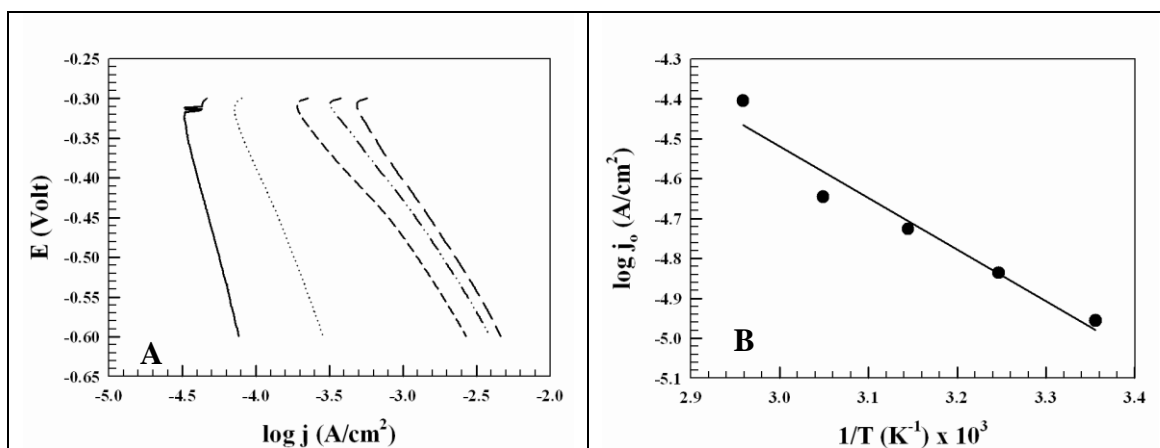 -0.25
-0.30
-0.35
-0.40
-0.45
-0.50
-0.55
-0.60
-0.65
E (Volt)
A
-5.0 -4.5 -4.0 -3.5 -3.0 -2.5 -2.0
log j (A/cm²)
-4.3
-4.4
-4.5
-4.6
-4.7
-4.8
-4.9
-5.0
-5.1
log jₒ (A/cm²)
B
2.9 3.0 3.1 3.2 3.3 3.4
1/T (K⁻¹) x 10³